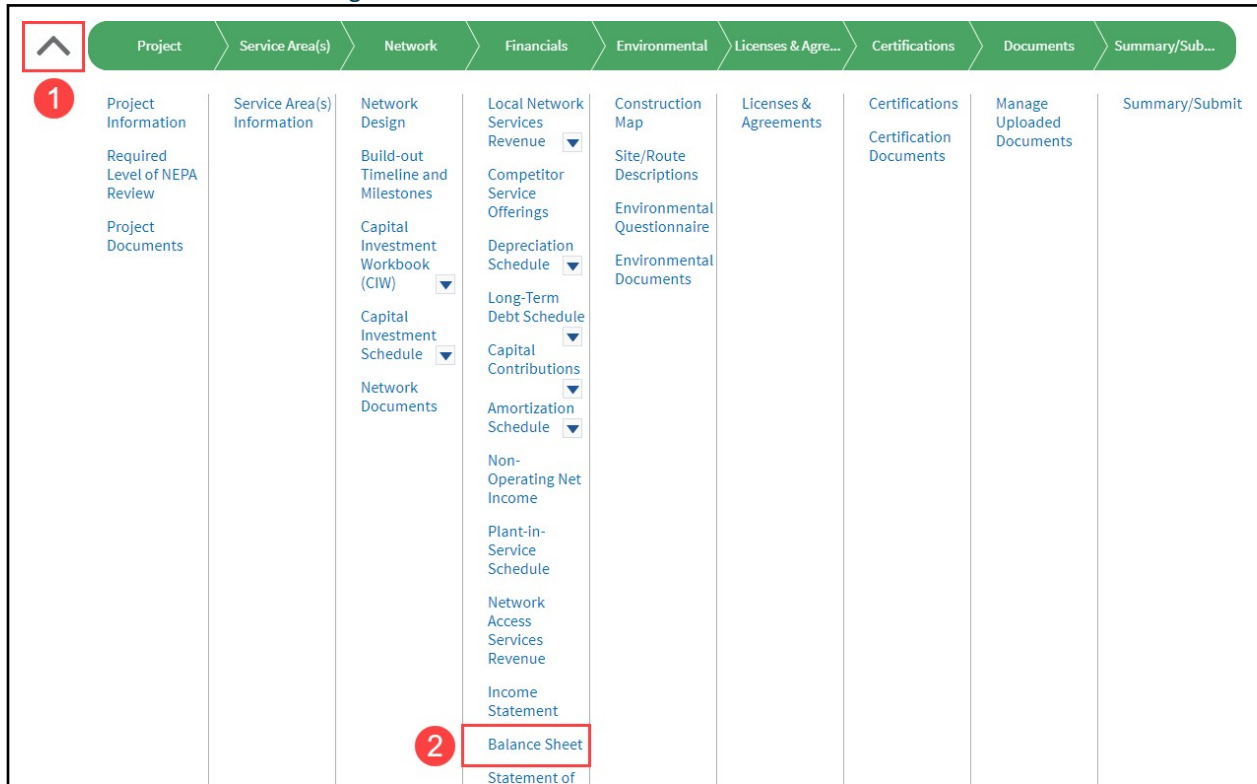 Project
Service Area(s)
Network
Financials
Environmental
Licenses & Agre...
Certifications
Documents
Summary/Sub...
1
Project
Information
Required
Level of NEPA
Review
Project
Documents
Service Area(s)
Information
Network
Design
Build-out
Timeline and
Milestones
Capital
Investment
Workbook
(CIW)
Capital
Investment
Schedule
Network
Documents
Local Network
Services
Revenue
Competitor
Service
Offerings
Depreciation
Schedule
Long-Term
Debt Schedule
Capital
Contributions
Amortization
Schedule
Non-
Operating Net
Income
Plant-in-
Service
Schedule
Network
Access
Services
Revenue
Income
Statement
2
Balance Sheet
Statement of
Construction
Map
Site/Route
Descriptions
Environmental
Questionnaire
Environmental
Documents
Licenses &
Agreements
Certifications
Certification
Documents
Manage
Uploaded
Documents
Summary/Submit